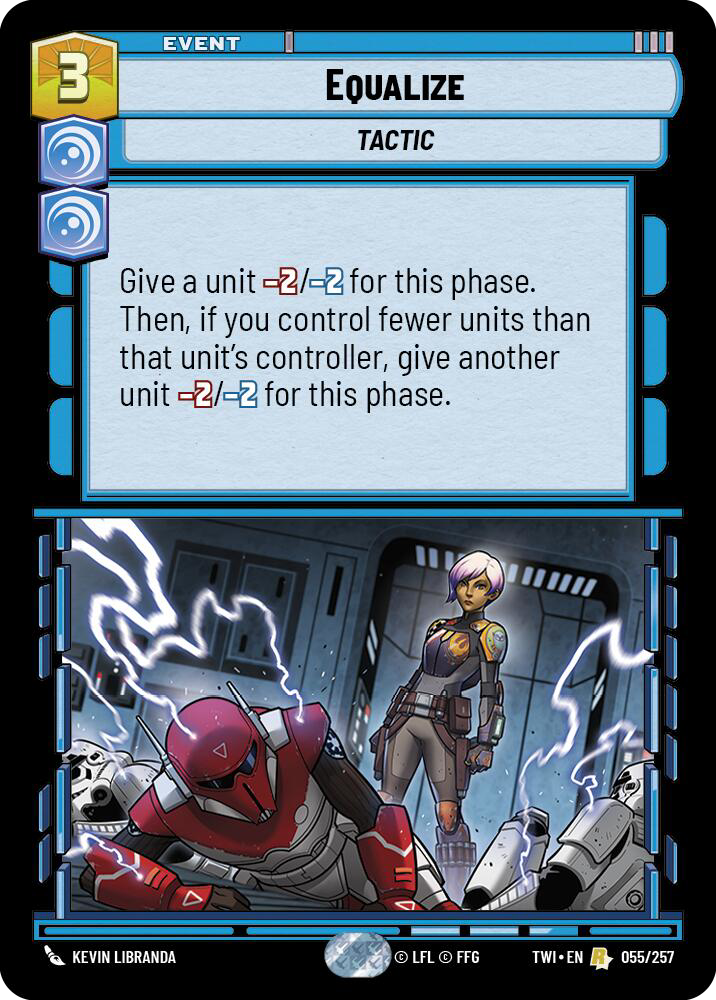 EVENT
3
EQUALIZE
TACTIC
Give a unit -2/-2 for this phase.
Then, if you control fewer units than
that unit's controller, give another
unit -2/-2 for this phase.
KEVIN LIBRANDA
© LFL © FFG
TWI • EN
R
055/257